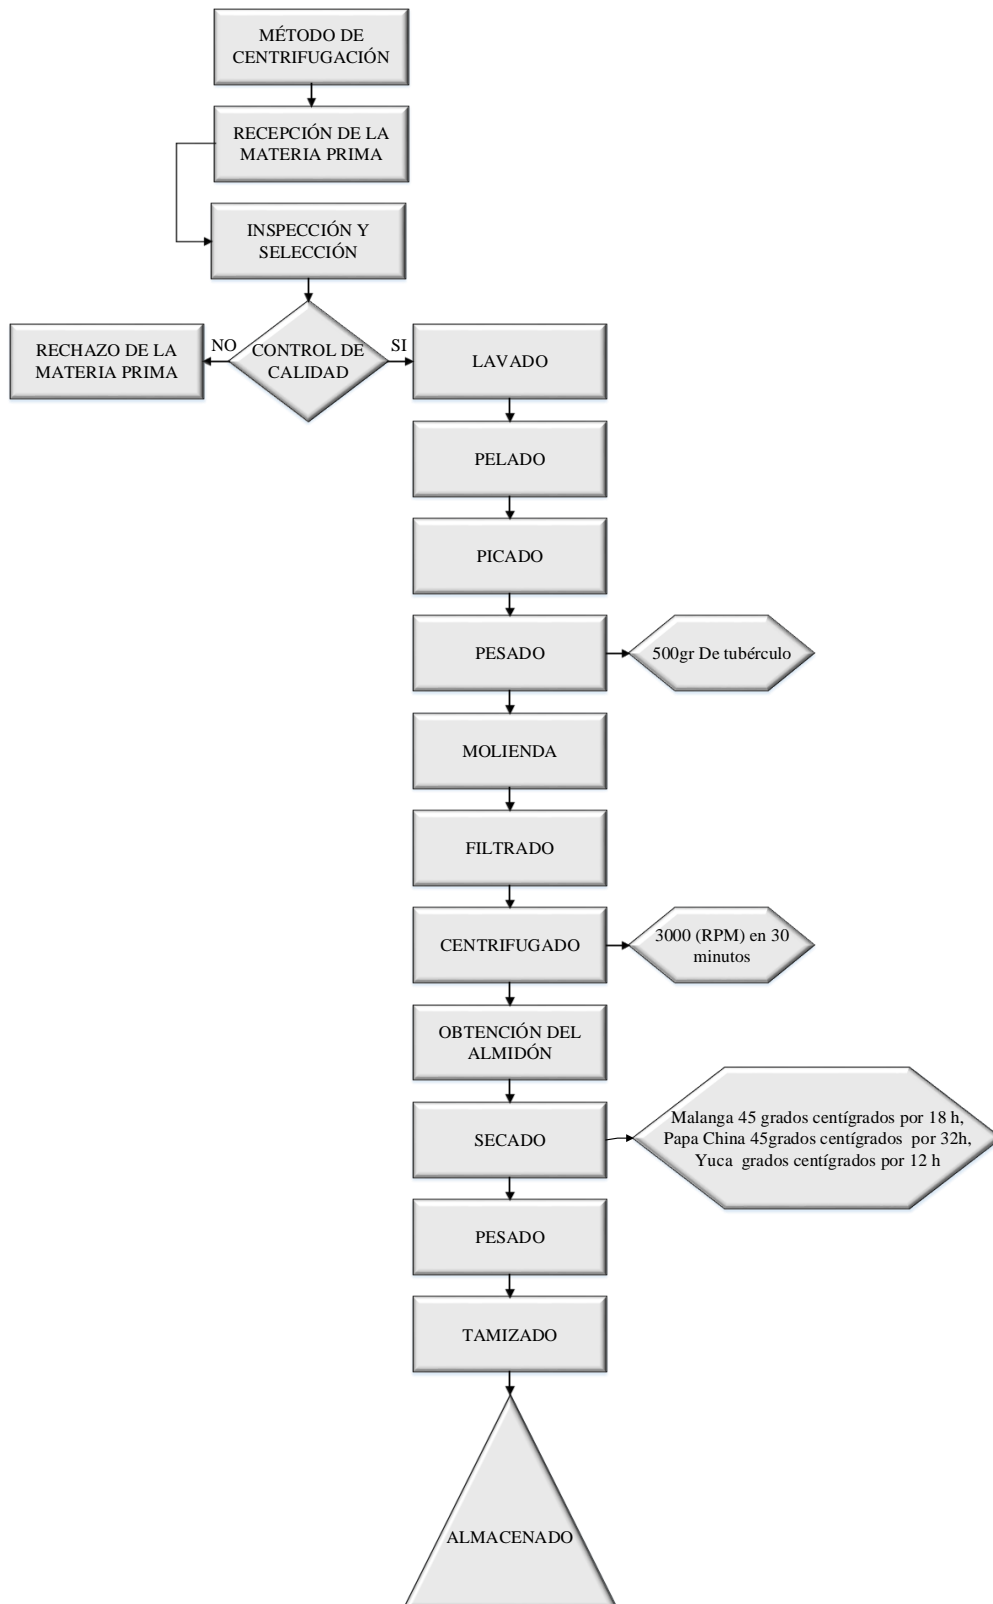 MÉTODO DE
CENTRIFUGACIÓN
RECEPCIÓN DE LA
MATERIA PRIMA
INSPECCIÓN Y
SELECCIÓN
RECHAZO DE LA
MATERIA PRIMA
NO
CONTROL DE
CALIDAD
SI
LAVADO
PELADO
PICADO
PESADO
500gr De tubérculo
MOLIENDA
FILTRADO
CENTRIFUGADO
3000 (RPM) en 30
minutos
OBTENCIÓN DEL
ALMIDÓN
SECADO
Malanga 45 grados centígrados por 18 h,
Papa China 45grados centígrados  por 32h,
Yuca  grados centígrados por 12 h
PESADO
TAMIZADO
ALMACENADO